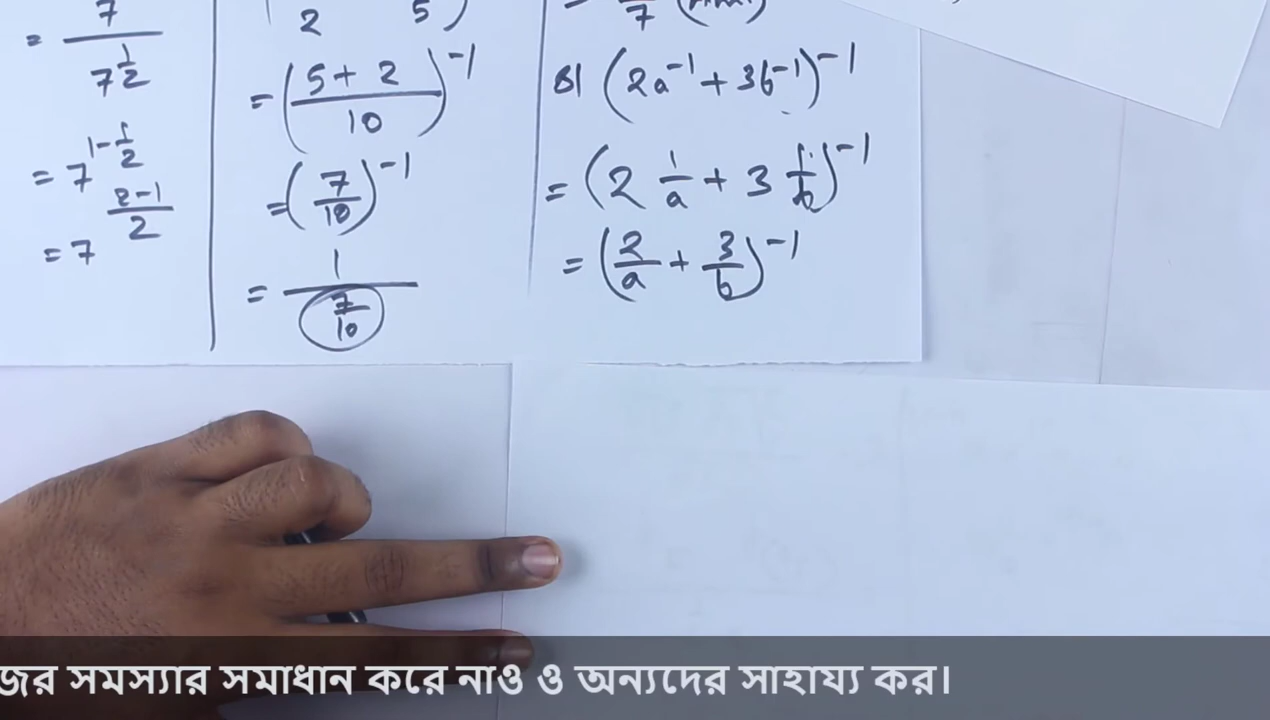 7
= 7 / 7^{1/2}
= 7^{1-1/2}
= 7^{(2-1)/2}
2 5)
= ((5+2)/10)^{-1}
= (7/10)^{-1}
= 1/(7/10)
7
৪। (2a^{-1} + 3b^{-1})^{-1}
= (2 1/a + 3 1/b)^{-1}
= (2/a + 3/b)^{-1}
সমস্যার সমাধান করে নাও ও অন্যদের সাহায্য কর।